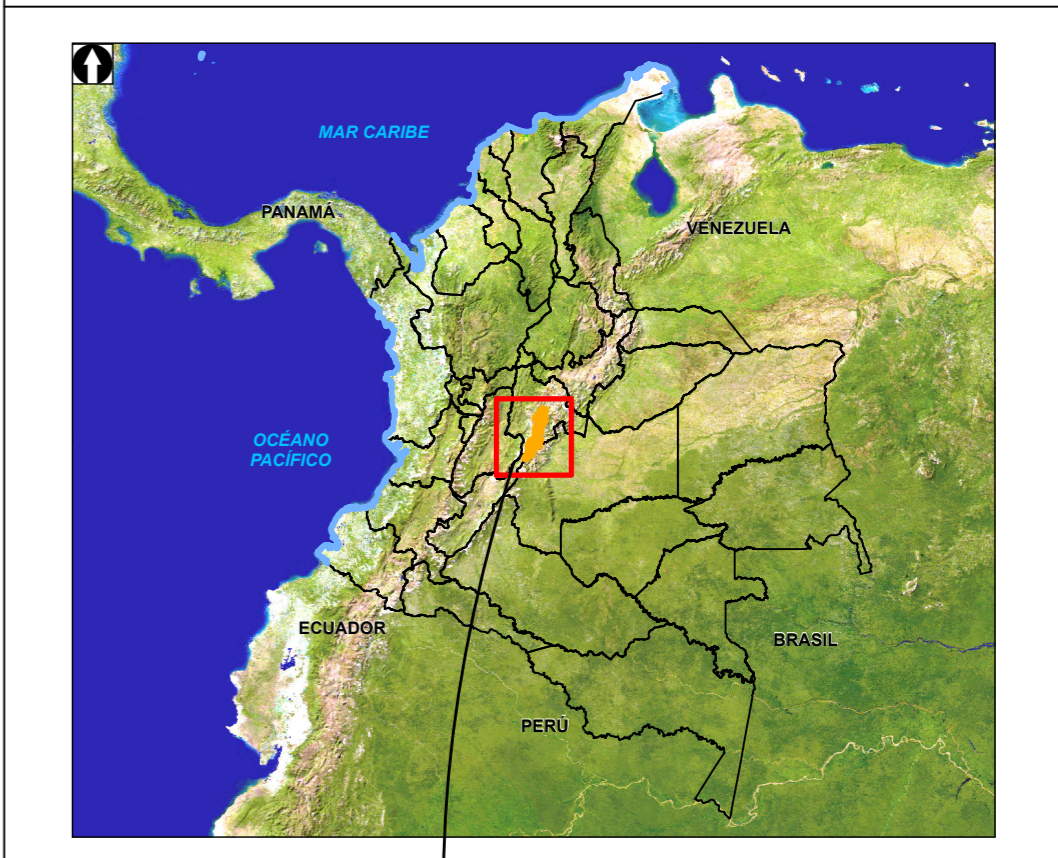 MAR CARIBE
PANAMÁ
VENEZUELA
OCÉANO
PACÍFICO
ECUADOR
BRASIL
PERÚ